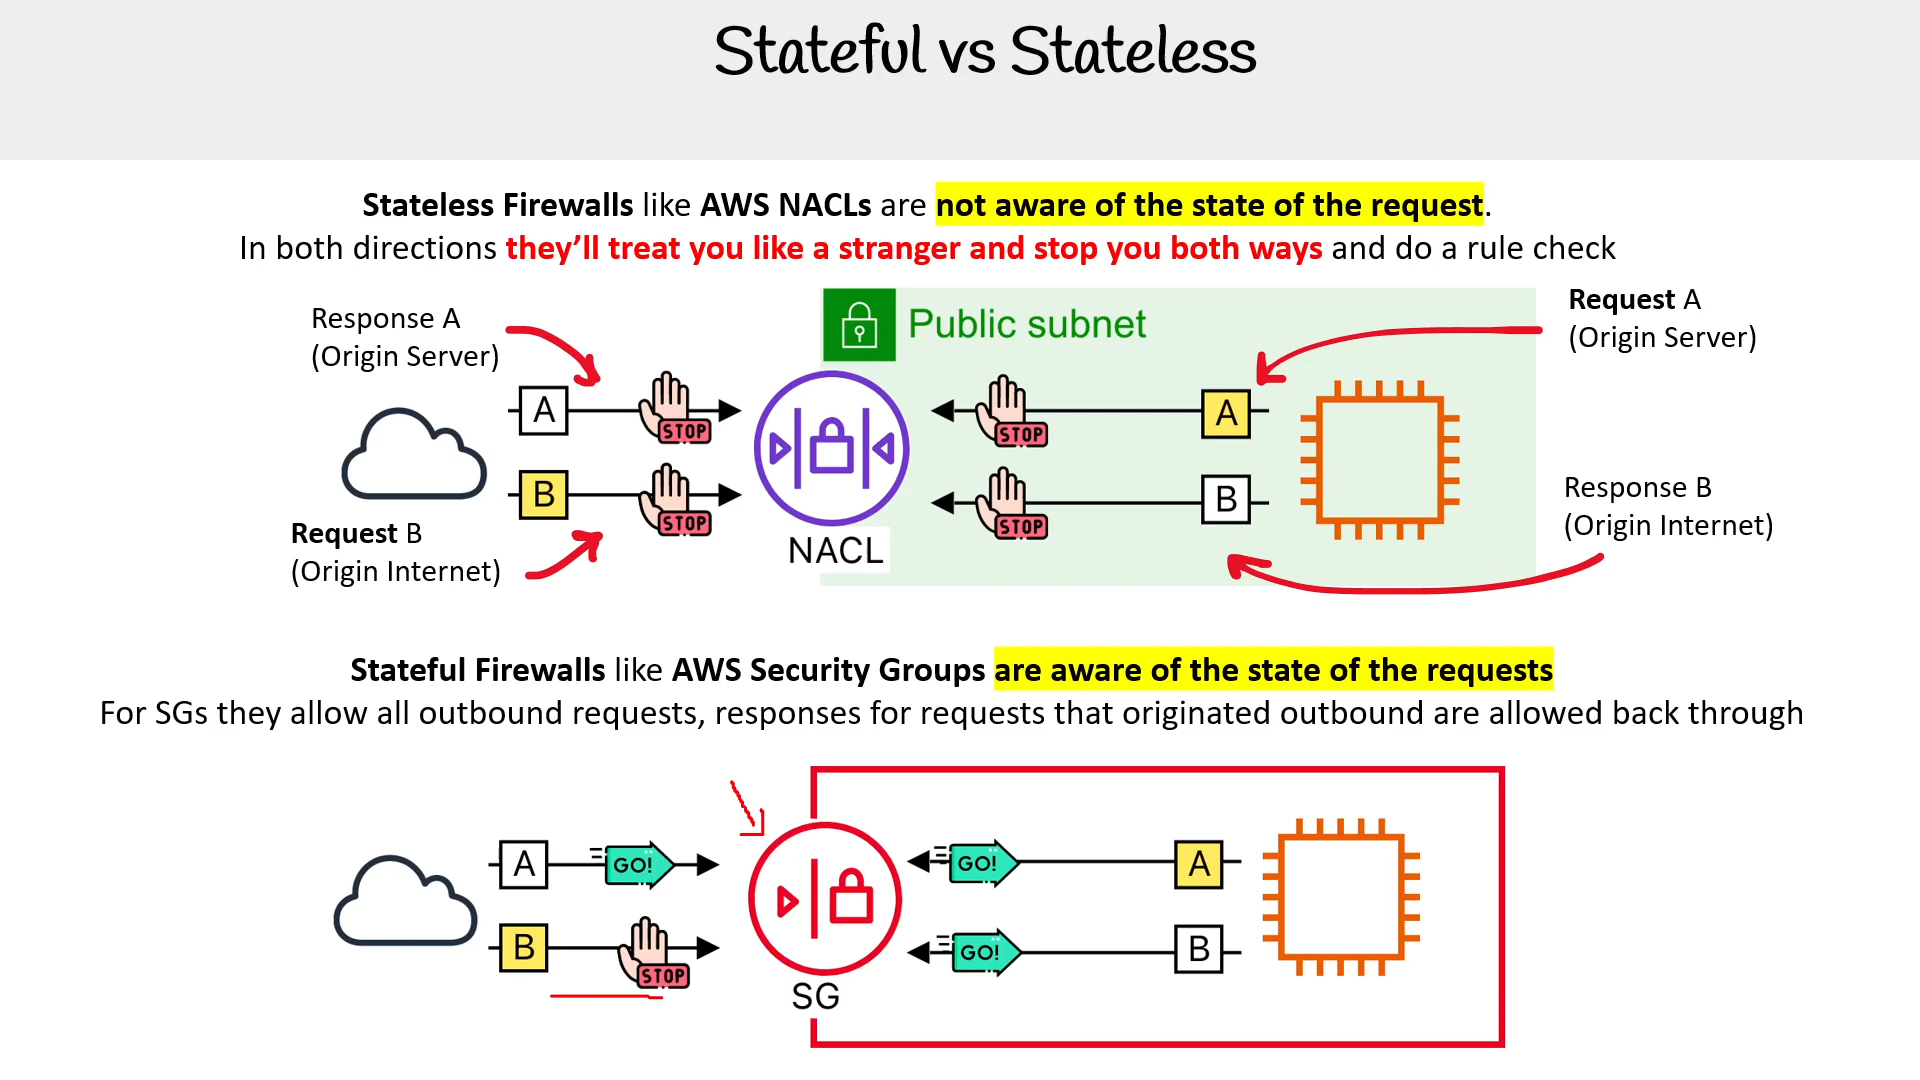 Stateful vs Stateless
Stateless Firewalls like AWS NACLs are not aware of the state of the request.
In both directions they’ll treat you like a stranger and stop you both ways and do a rule check
Response A
(Origin Server)
Public subnet
Request A
(Origin Server)
A
STOP
STOP
A
B
STOP
STOP
B
Request B
(Origin Internet)
NACL
Response B
(Origin Internet)
Stateful Firewalls like AWS Security Groups are aware of the state of the requests
For SGs they allow all outbound requests, responses for requests that originated outbound are allowed back through
A
GO!
GO!
A
B
STOP
GO!
B
SG